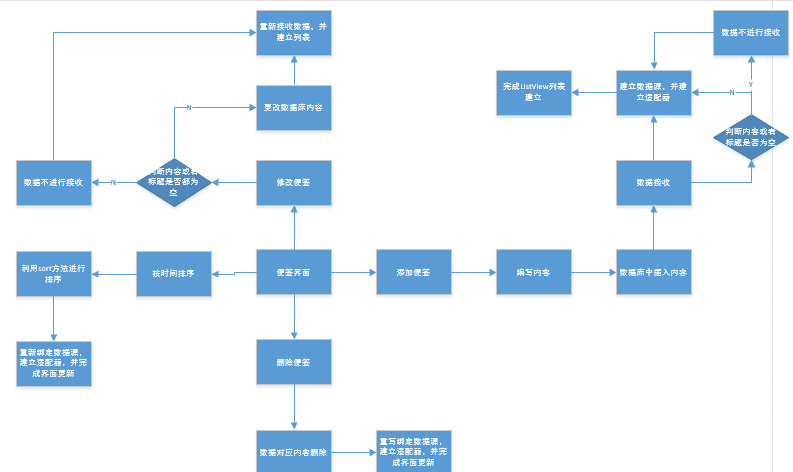 重新接收数据，并
建立列表
数据不进行接收
完成ListView列表
建立
建立数据源，并建
立适配器
更改数据库内容
N
N
Y
判断内容或者
标题是否为空
判断内容或者
标题是否都为
空
数据不进行接收
N
修改便签
数据接收
利用sort方法进行
排序
按时间排序
便签界面
添加便签
编写内容
数据库中插入内容
重新绑定数据源，
建立适配器，并完
成界面更新
删除便签
数据对应内容删除
重写绑定数据源，
建立适配器，并完
成界面更新